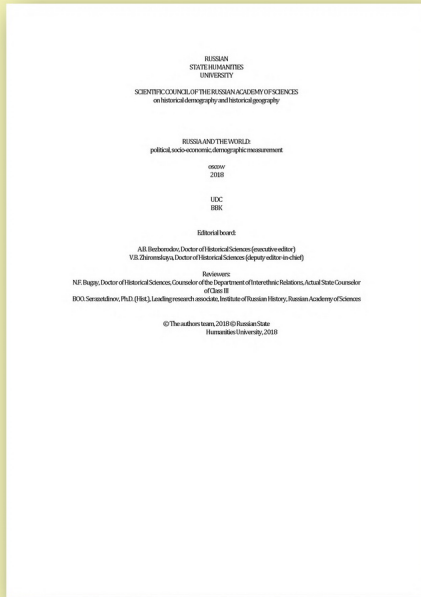 RUSSIAN
STATE HUMANITIES
UNIVERSITY
SCIENTIFIC COUNCIL OF THE RUSSIAN ACADEMY OF SCIENCES
on historical demography and historical geography
RUSSIA AND THE WORLD:
political, socio-economic, demographic measurement
oscow
2018
UDC
BBK
Editorial board:
A.B. Bezborodov, Doctor of Historical Sciences (executive editor)
V.B. Zhiromskaya, Doctor of Historical Sciences (deputy editor-in-chief)
Reviewers:
N.F. Bugay, Doctor of Historical Sciences, Counselor of the Department of Interethnic Relations, Actual State Counselor
of Class III
BOO. Serazetdinov, Ph.D. (Hist.), Leading research associate, Institute of Russian History, Russian Academy of Sciences
© The authors team, 2018 © Russian State
Humanities University, 2018